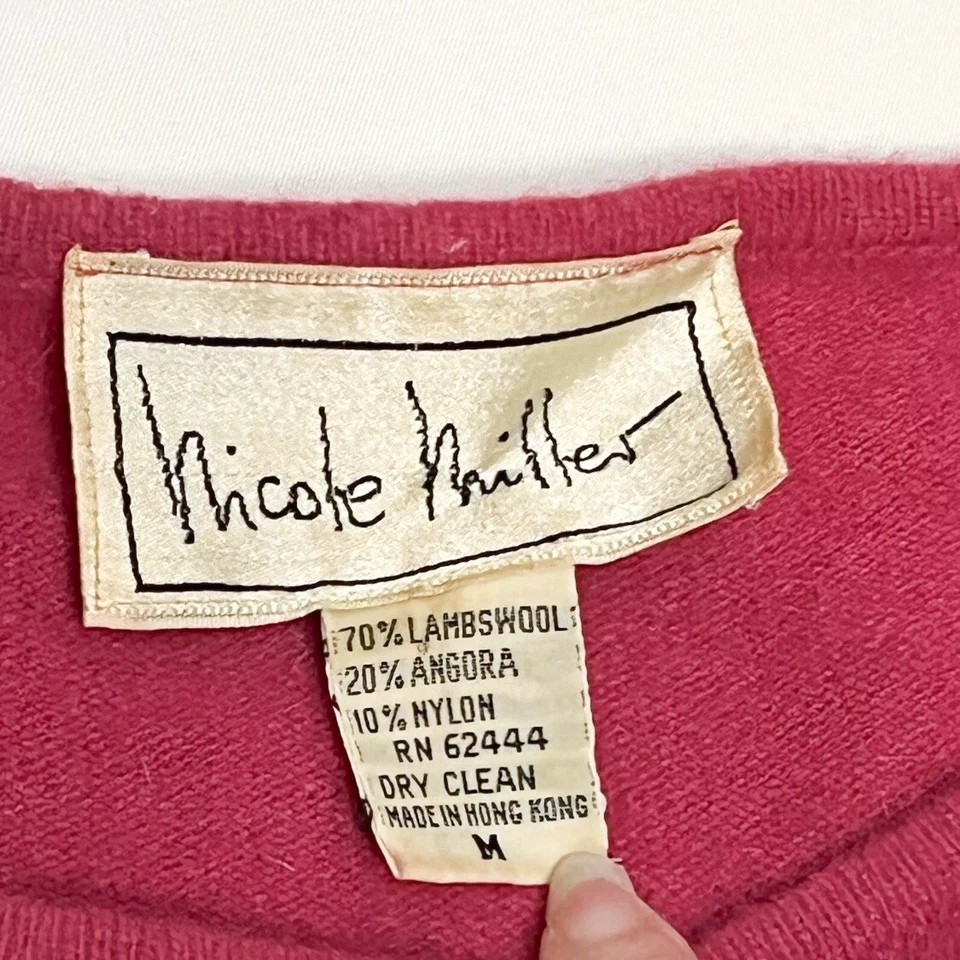 Nicole Miller
70% LAMBSWOOL
20% ANGORA
10% NYLON
RN 62444
DRY CLEAN
MADE IN HONG KONG
M